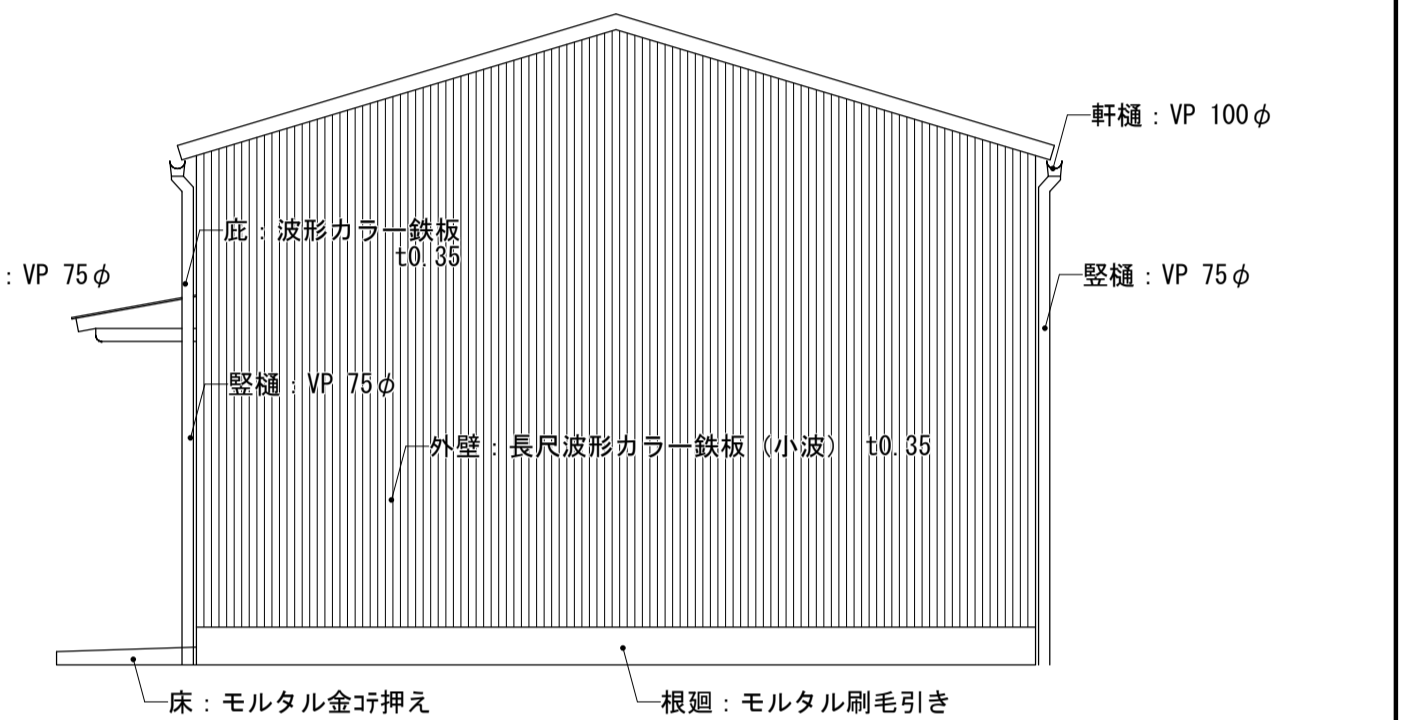 軒樋：VP 100φ
庇：波形カラー鉄板
t0.35
：VP 75φ
竪樋：VP 75φ
竪樋：VP 75φ
外壁：長尺波形カラー鉄板（小波） t0.35
床：モルタル金ｺﾃ押え
根廻：モルタル刷毛引き